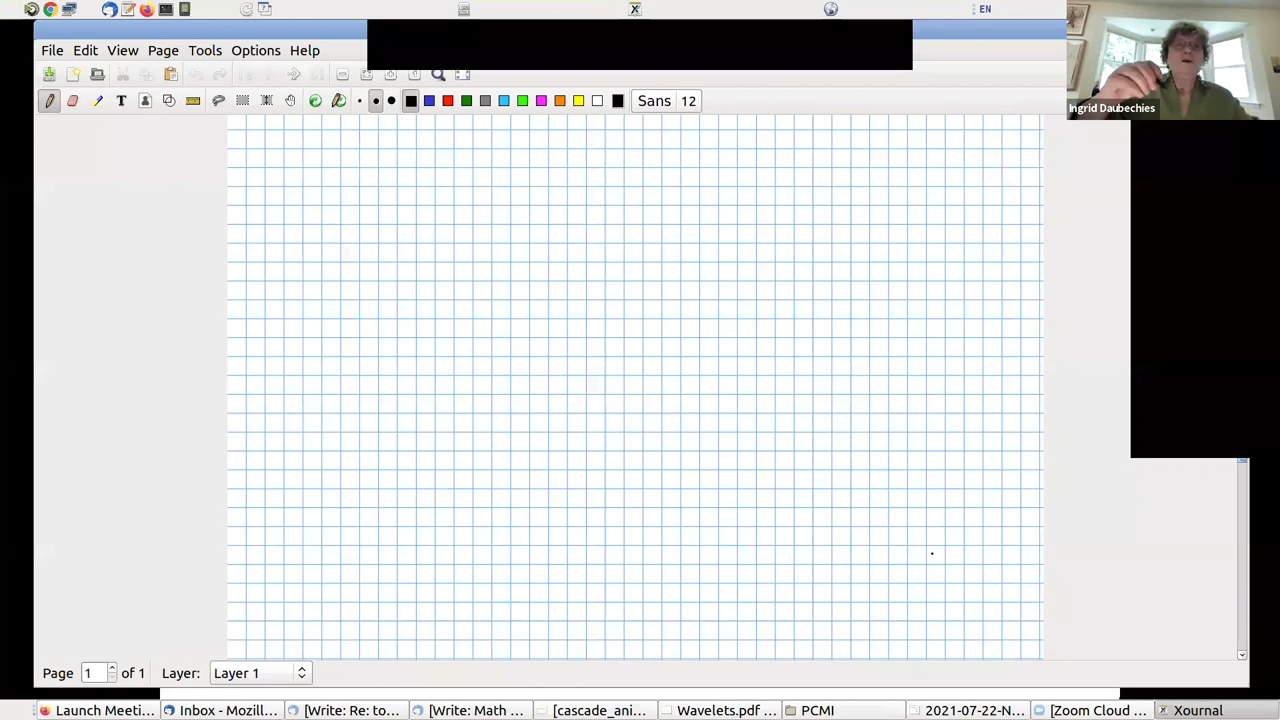 EN
File Edit View Page Tools Options Help
T Sans 12
Ingrid Daubechies
Page 1 of 1 Layer: Layer 1
Launch Meeti... Inbox - Mozill... [Write: Re: to... [Write: Math ... [cascade_ani... Wavelets.pdf ... PCMI 2021-07-22-N... [Zoom Cloud ... Xournal